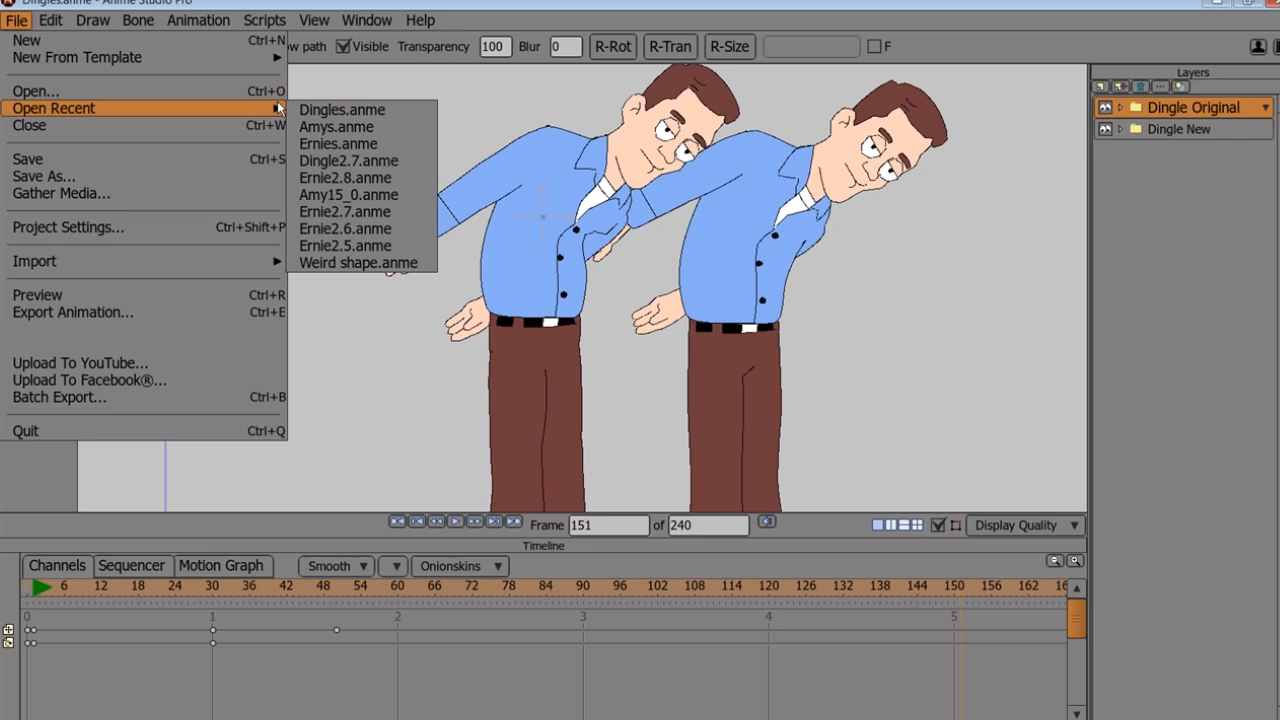 Dingles.anme - Anime Studio Pro
File Edit Draw Bone Animation Scripts View Window Help
New Ctrl+N
New From Template
Open... Ctrl+O
Open Recent
Close Ctrl+W
Save Ctrl+S
Save As...
Gather Media...
Project Settings... Ctrl+Shift+P
Import
Preview Ctrl+R
Export Animation... Ctrl+E
Upload To YouTube...
Upload To Facebook®...
Batch Export... Ctrl+B
Quit Ctrl+Q
Dingles.anme
Amys.anme
Ernies.anme
Dingle2.7.anme
Ernie2.8.anme
Amy15_0.anme
Ernie2.7.anme
Ernie2.6.anme
Ernie2.5.anme
Weird shape.anme
path Visible Transparency 100 Blur 0 R-Rot R-Tran R-Size F
Layers
Dingle Original
Dingle New
Frame 151 of 240 Display Quality
Timeline
Channels Sequencer Motion Graph Smooth Onionskins
6 12 18 24 30 36 42 48 54 60 66 72 78 84 90 96 102 108 114 120 126 132 138 144 150 156 162
0 1 2 3 4 5